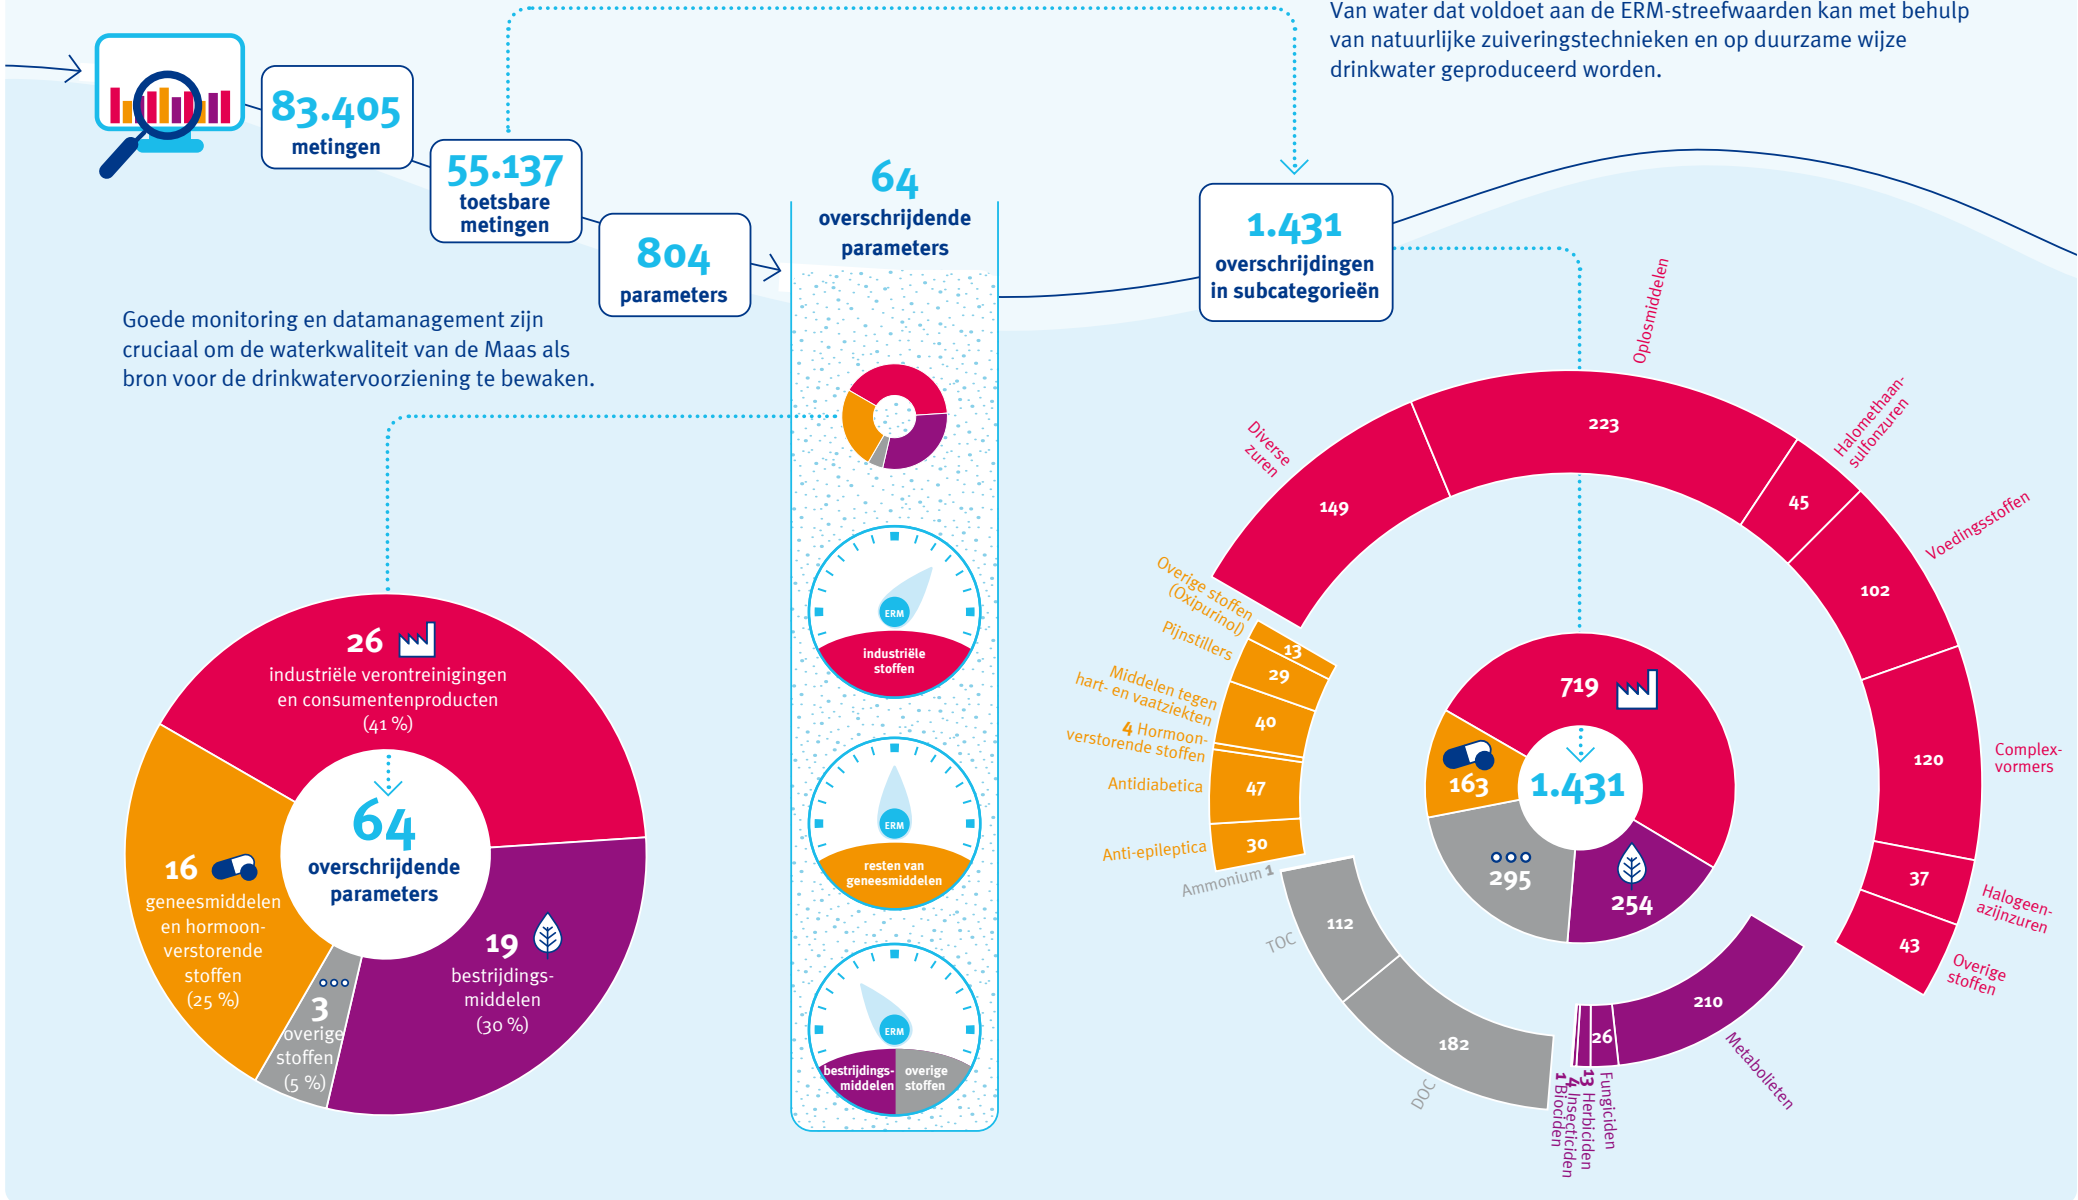 Van water dat voldoet aan de ERM-streefwaarden kan met behulp
van natuurlijke zuiveringstechnieken en op duurzame wijze
drinkwater geproduceerd worden.
83.405
metingen
55.137
toetsbare
metingen
804
parameters
64
overschrijdende
parameters
1.431
overschrijdingen
in subcategorieën
Goede monitoring en datamanagement zijn
cruciaal om de waterkwaliteit van de Maas als
bron voor de drinkwatervoorziening te bewaken.
26
industriële verontreinigingen
en consumentenproducten
(41 %)
16
geneesmiddelen
en hormoon-
verstorende
stoffen
(25 %)
64
overschrijdende
parameters
19
bestrijdings-
middelen
(30 %)
3
overige
stoffen
(5 %)
ERM
industriële
stoffen
ERM
resten van
geneesmiddelen
ERM
bestrijdings-
middelen
overige
stoffen
Diverse
zuren
149
Oplosmiddelen
223
Halomethaan-
sulfonzuren
45
Voedingsstoffen
102
Complex-
vormers
120
Halogeen-
azijnzuren
37
Overige
stoffen
43
Overige stoffen
(Oxipurinol)
13
Pijnstillers
29
Middelen tegen
hart- en vaatziekten
40
4 Hormoon-
verstorende stoffen
Antidiabetica
47
Anti-epileptica
30
Ammonium 1
TOC
112
DOC
182
1 Biociden
4 Insecticiden
13 Herbiciden
Fungiciden
26
Metabolieten
210
719
163
1.431
295
254